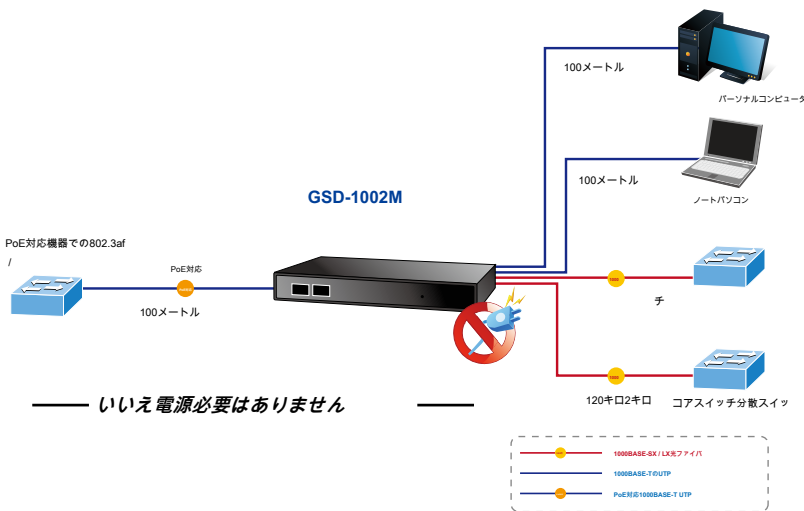 100メートル
パーソナルコンピュータ
100メートル
ノートパソコン
GSD-1002M
PoE対応機器での802.3af
/
PoE対応
100メートル
チ
120キロ2キロ
コアスイッチ分散スイッ
いいえ電源必要はありません
1000BASE-SX / LX光ファイバ
1000BASE-TのUTP
PoE対応1000BASE-T UTP